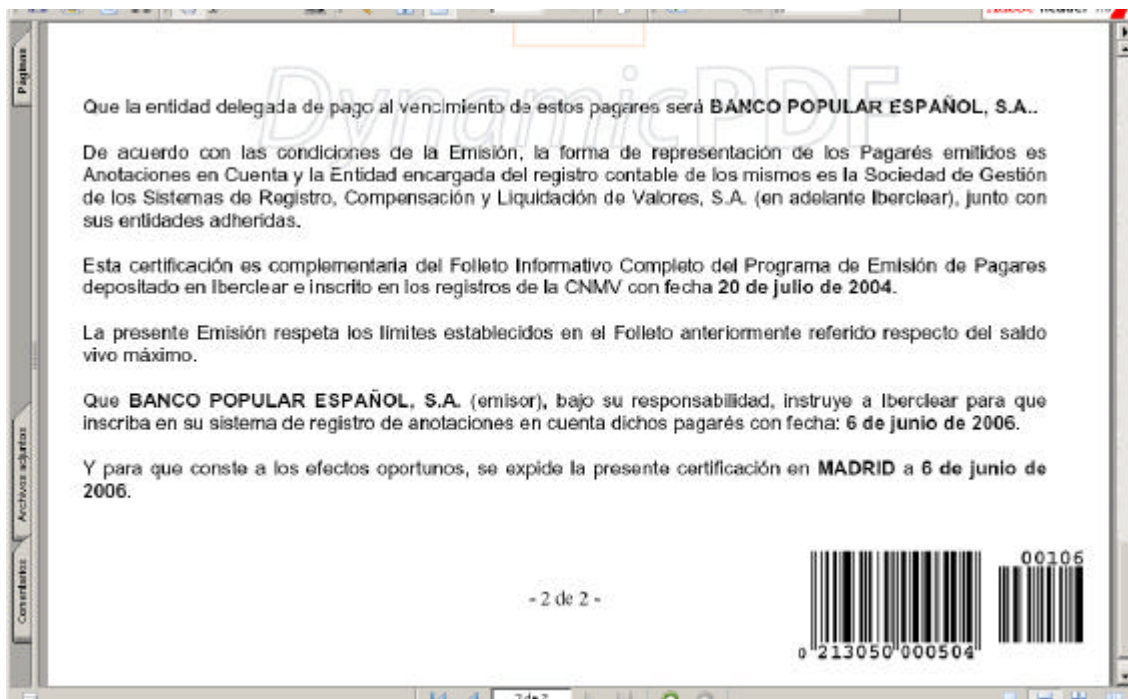 Reader
Páginas
DynamicPDF
Que la entidad delegada de pago al vencimiento de estos pagares será BANCO POPULAR ESPAÑOL, S.A..
De acuerdo con las condiciones de la Emisión, la forma de representación de los Pagarés emitidos es
Anotaciones en Cuenta y la Entidad encargada del registro contable de los mismos es la Sociedad de Gestión
de los Sistemas de Registro, Compensación y Liquidación de Valores, S.A. (en adelante Iberclear), junto con
sus entidades adheridas.
Esta certificación es complementaria del Folleto Informativo Completo del Programa de Emisión de Pagares
depositado en Iberclear e inscrito en los registros de la CNMV con fecha 20 de julio de 2004.
La presente Emisión respeta los límites establecidos en el Folleto anteriormente referido respecto del saldo
vivo máximo.
Que BANCO POPULAR ESPAÑOL, S.A. (emisor), bajo su responsabilidad, instruye a Iberclear para que
inscriba en su sistema de registro de anotaciones en cuenta dichos pagarés con fecha: 6 de junio de 2006.
Y para que conste a los efectos oportunos, se expide la presente certificación en MADRID a 6 de junio de
2006.
Archivos adjuntos
Comentarios
00106
- 2 de 2 -
0 213050 000504
2 de 2